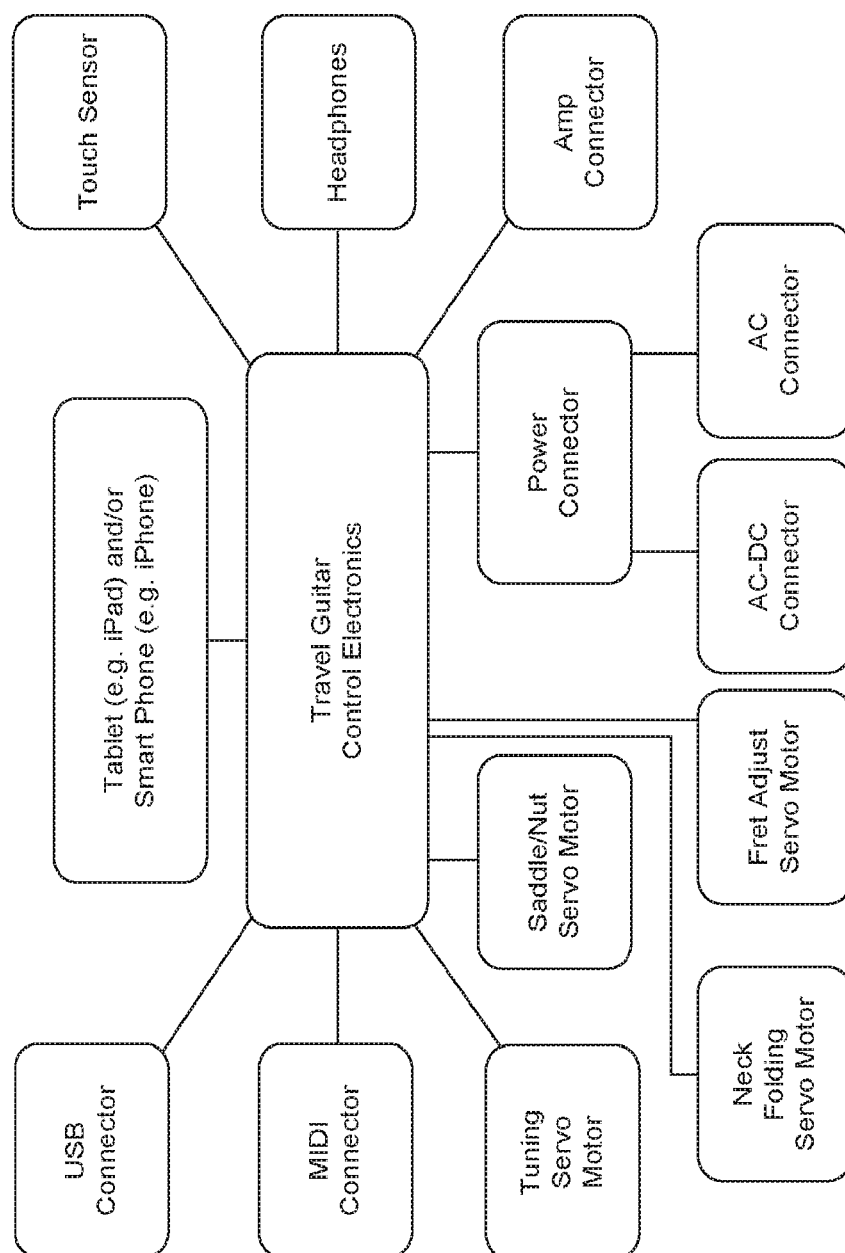 Tablet (e.g. iPad) and/or
Smart Phone (e.g. iPhone)
USB
Connector
Touch Sensor
Travel Guitar
Control Electronics
MIDI
Connector
Headphones
Tuning
Servo
Motor
Saddle/Nut
Servo Motor
Power
Connector
Amp
Connector
Neck
Folding
Servo Motor
Fret Adjust
Servo Motor
AC-DC
Connector
AC
Connector